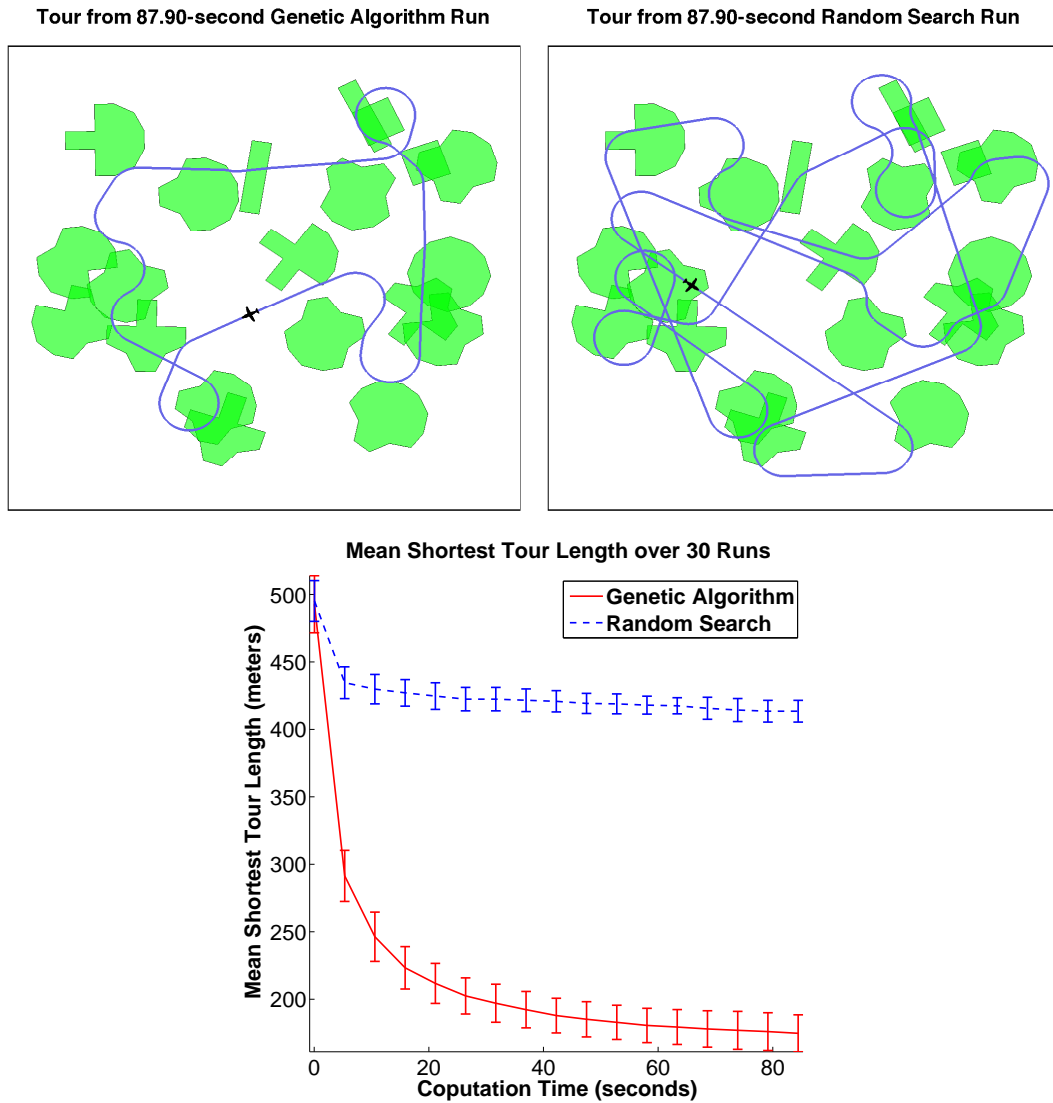 Tour from 87.90-second Genetic Algorithm Run
Tour from 87.90-second Random Search Run
Mean Shortest Tour Length over 30 Runs
Genetic Algorithm
Random Search
Mean Shortest Tour Length (meters)
500
450
400
350
300
250
200
0 20 40 60 80
Coputation Time (seconds)